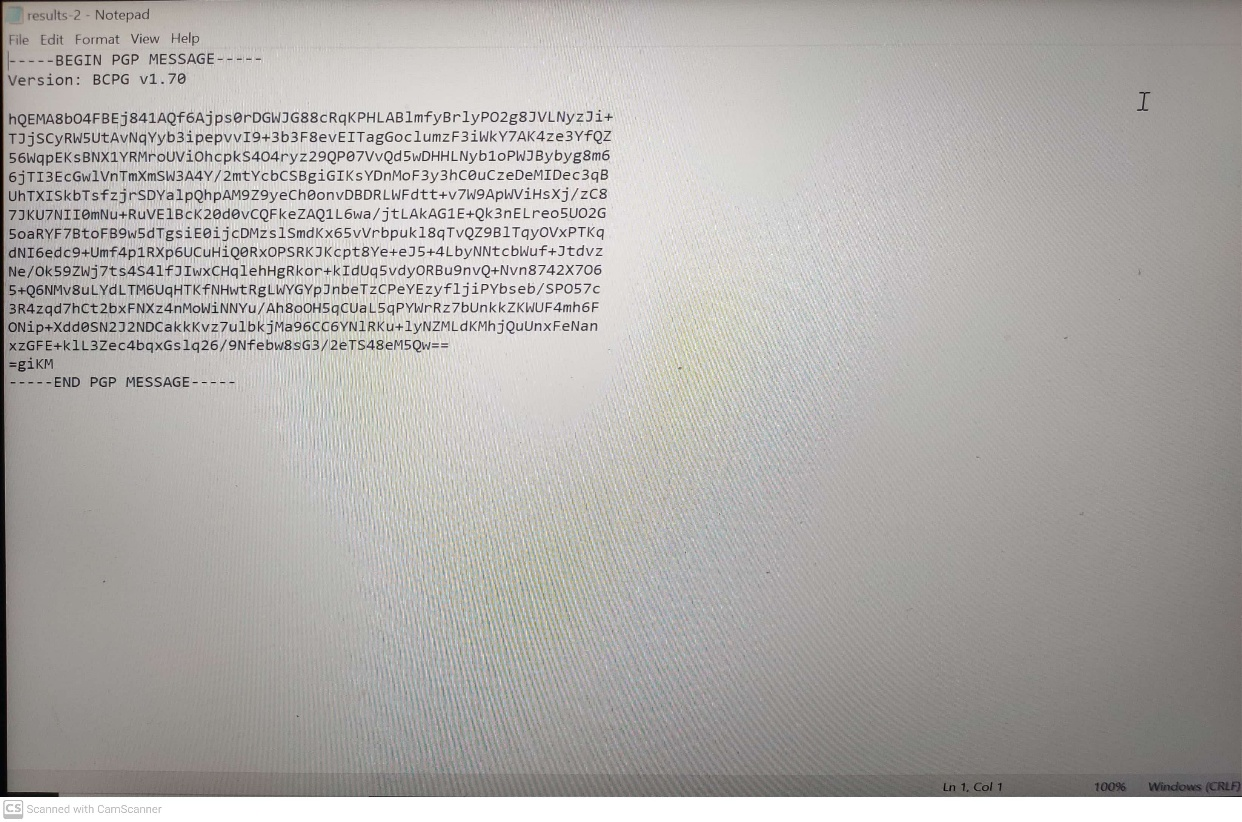 results-2 - Notepad
File Edit Format View Help
-----BEGIN PGP MESSAGE-----
Version: BCPG v1.70
hQEMA8bO4FBEj841AQf6Ajps0rDGWJG88cRqKPHLABlmfyBrlyPO2g8JVLNyzJi+
TJjSCyRW5UtAvNqYyb3ipepvvI9+3b3F8evEITagGoclumzF3iWkY7AK4ze3YfQZ
56WqpEKsBNX1YRMroUViOhcpkS4O4ryz29QP07VvQd5wDHHLNyb1oPWJBybyg8m6
6jTI3EcGwlVnTmXmSW3A4Y/2mtYcbCSBgiGIKsYDnMoF3y3hC0uCzeDeMIDec3qB
UhTXISkbTsfzjrSDYalpQhpAM9Z9yeCh0onvDBDRLWFdtt+v7W9ApWViHsXj/zC8
7JKU7NII0mNu+RuVElBcK20d0vCQFkeZAQ1L6wa/jtLAkAG1E+Qk3nELreo5UO2G
5oaRYF7BtoFB9w5dTgsiE0ijcDMzslSmdKx65vVrbpukl8qTvQZ9BlTqyOVxPTKq
dNI6edc9+Umf4p1RXp6UCuHiQ0RxOPSRKJKcpt8Ye+eJ5+4LbyNNtcbWuf+Jtdvz
Ne/Ok59ZWj7ts4S4lfJIwxCHqlehHgRkor+kIdUq5vdyORBu9nvQ+Nvn8742X7O6
5+Q6NMv8uLYdLTM6UqHTKfNHwtRgLWYGYpJnbeTzCPeYEzyfljiPYbseb/SPO57c
3R4zqd7hCt2bxFNXz4nMoWiNNYu/Ah8oOH5qCUaL5qPYWrRz7bUnkkZKWUF4mh6F
ONip+Xdd0SN2J2NDCakkKvz7ulbkjMa96CC6YNlRKu+lyNZMLdKMhjQuUnxFeNan
xzGFE+klL3Zec4bqxGslq26/9Nfebw8sG3/2eTS48eM5Qw==
=giKM
-----END PGP MESSAGE-----
Ln 1, Col 1 100% Windows (CRLF)
CS Scanned with CamScanner